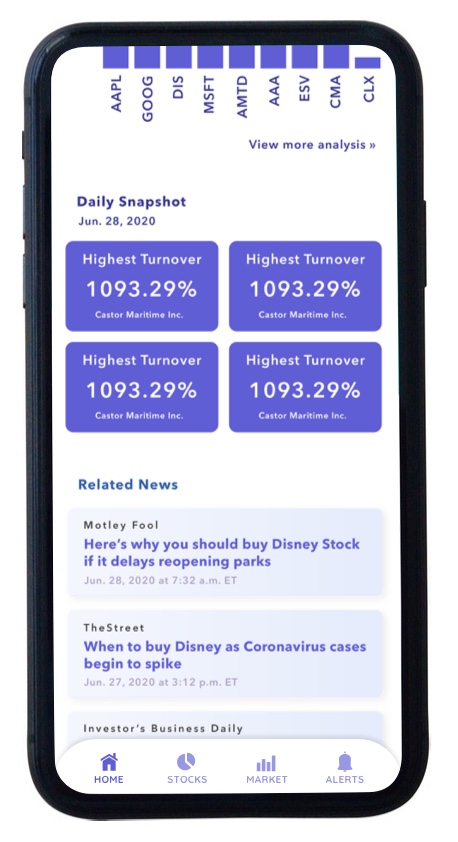 AAPL
GOOG
DIS
MSFT
AMTD
AAA
ESV
CMA
CLX
View more analysis »
Daily Snapshot
Jun. 28, 2020
Highest Turnover
1093.29%
Castor Maritime Inc.
Highest Turnover
1093.29%
Castor Maritime Inc.
Highest Turnover
1093.29%
Castor Maritime Inc.
Highest Turnover
1093.29%
Castor Maritime Inc.
Related News
Motley Fool
Here’s why you should buy Disney Stock
if it delays reopening parks
Jun. 28, 2020 at 7:32 a.m. ET
TheStreet
When to buy Disney as Coronavirus cases
begin to spike
Jun. 27, 2020 at 3:12 p.m. ET
Investor’s Business Daily
HOME
STOCKS
MARKET
ALERTS